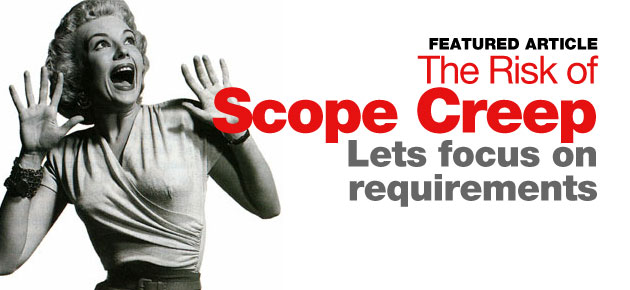 FEATURED ARTICLE
The Risk of
Scope Creep
Lets focus on
requirements